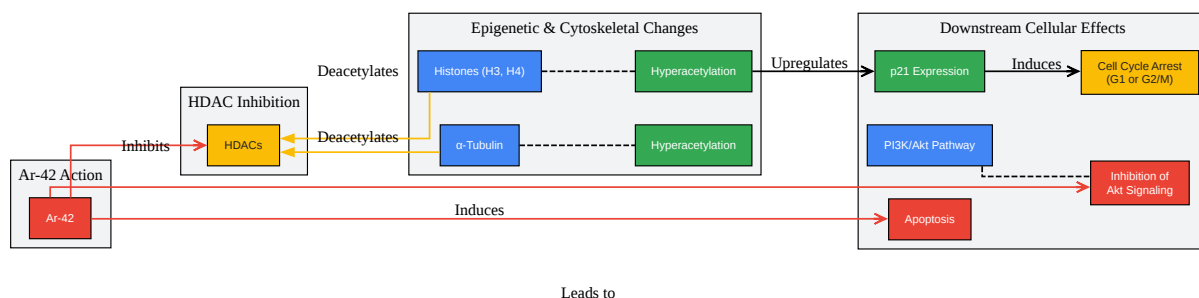 Epigenetic & Cytoskeletal Changes
Downstream Cellular Effects
Deacetylates
Histones (H3, H4)
Hyperacetylation
Upregulates
p21 Expression
Induces
Cell Cycle Arrest
(G1 or G2/M)
HDAC Inhibition
Inhibits
HDACs
Deacetylates
α-Tubulin
Hyperacetylation
PI3K/Akt Pathway
Ar-42 Action
Inhibition of
Akt Signaling
Ar-42
Induces
Apoptosis
Leads to